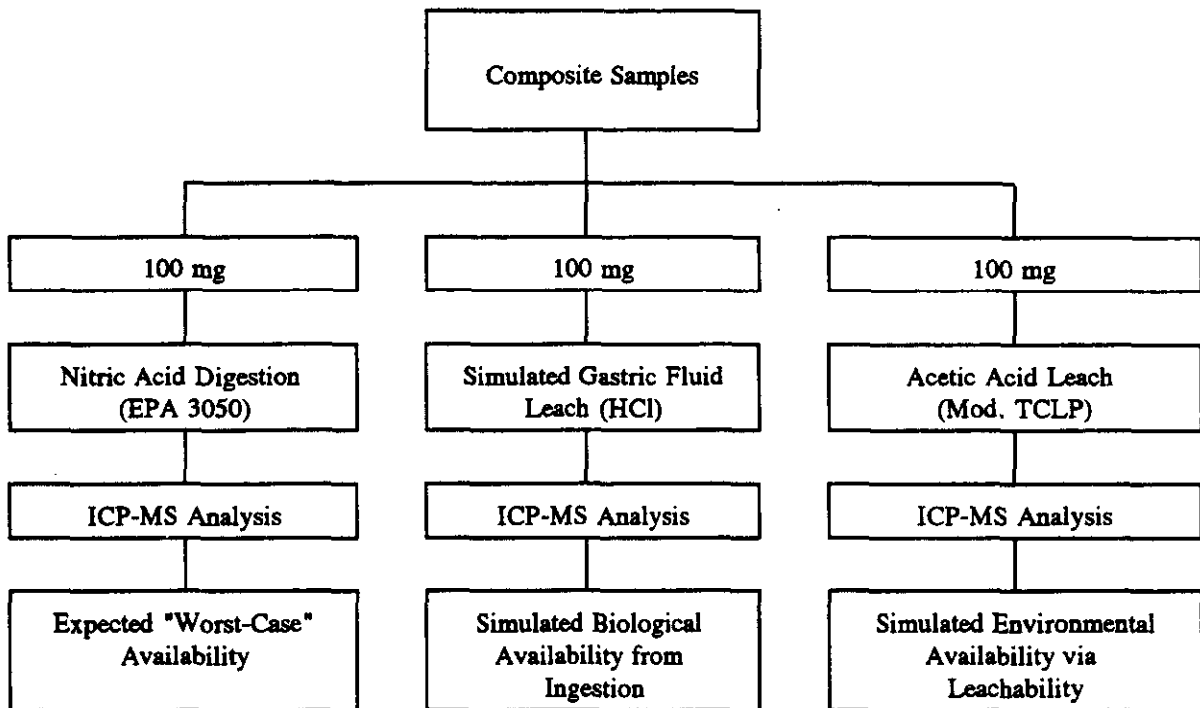 Composite Samples
100 mg
100 mg
100 mg
Nitric Acid Digestion
(EPA 3050)
Simulated Gastric Fluid
Leach (HCl)
Acetic Acid Leach
(Mod. TCLP)
ICP-MS Analysis
ICP-MS Analysis
ICP-MS Analysis
Expected "Worst-Case"
Availability
Simulated Biological
Availability from
Ingestion
Simulated Environmental
Availability via
Leachability